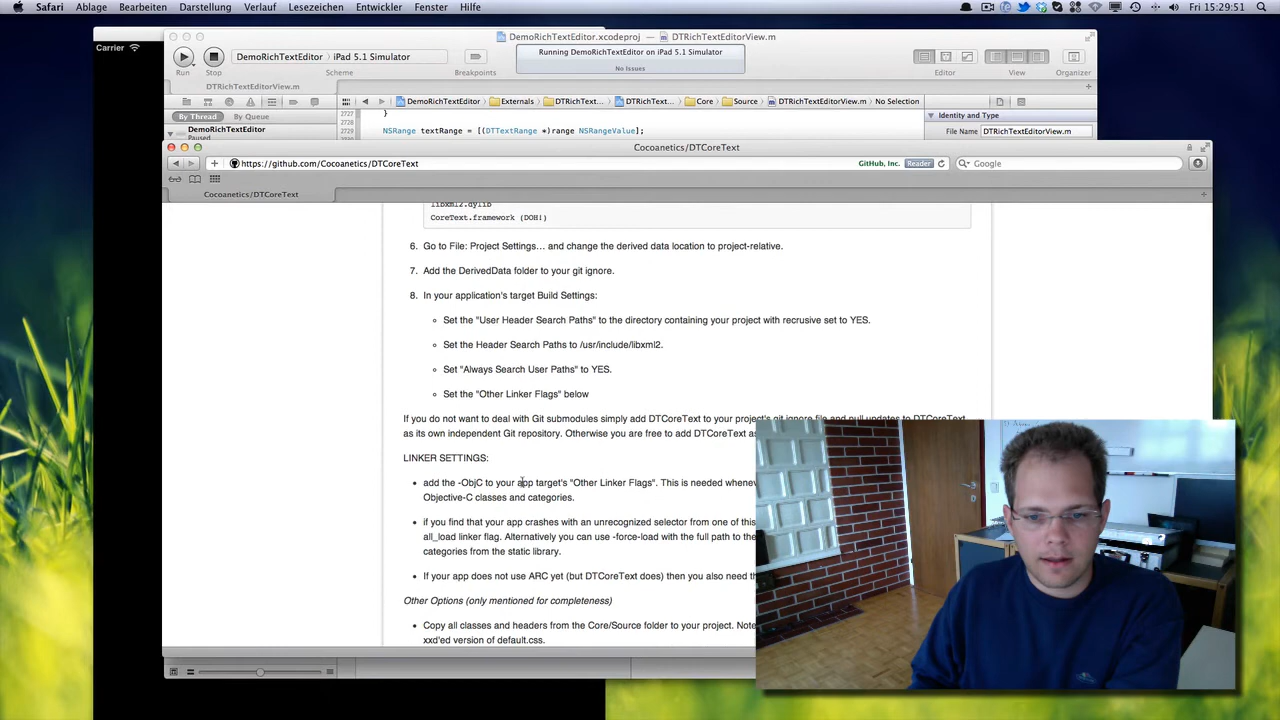 Safari Ablage Bearbeiten Darstellung Verlauf Lesezeichen Entwickler Fenster Hilfe Fri 15:29:51
Carrier
DemoRichTextEditor.xcodeproj — DTRichTextEditorView.m
DemoRichTextEditor iPad 5.1 Simulator
Running DemoRichTextEditor on iPad 5.1 Simulator
No Issues
Run Stop Scheme Breakpoints Editor View Organizer
DTRichTextEditorView.m
DemoRichTextEditor Externals DTRichText... DTRichText... Core Source DTRichTextEditorView.m No Selection
By Thread By Queue
2727 }
2728
Identity and Type
DemoRichTextEditor
Paused
2729 NSRange textRange = [(DTTextRange *)range NSRangeValue];
File Name DTRichTextEditorView.m
Cocoanetics/DTCoreText
https://github.com/Cocoanetics/DTCoreText GitHub, Inc. Reader Google
Cocoanetics/DTCoreText
libxml2.dylib
CoreText.framework (DOH!)
6. Go to File: Project Settings… and change the derived data location to project-relative.
7. Add the DerivedData folder to your git ignore.
8. In your application's target Build Settings:
Set the "User Header Search Paths" to the directory containing your project with recrusive set to YES.
Set the Header Search Paths to /usr/include/libxml2.
Set "Always Search User Paths" to YES.
Set the "Other Linker Flags" below
If you do not want to deal with Git submodules simply add DTCoreText to your project's git ignore file and pull updates to DTCoreText
as its own independent Git repository. Otherwise you are free to add DTCoreText as
LINKER SETTINGS:
add the -ObjC to your app target's "Other Linker Flags". This is needed whenev
Objective-C classes and categories.
if you find that your app crashes with an unrecognized selector from one of this
all_load linker flag. Alternatively you can use -force-load with the full path to the
categories from the static library.
If your app does not use ARC yet (but DTCoreText does) then you also need th
Other Options (only mentioned for completeness)
Copy all classes and headers from the Core/Source folder to your project. Note
xxd'ed version of default.css.